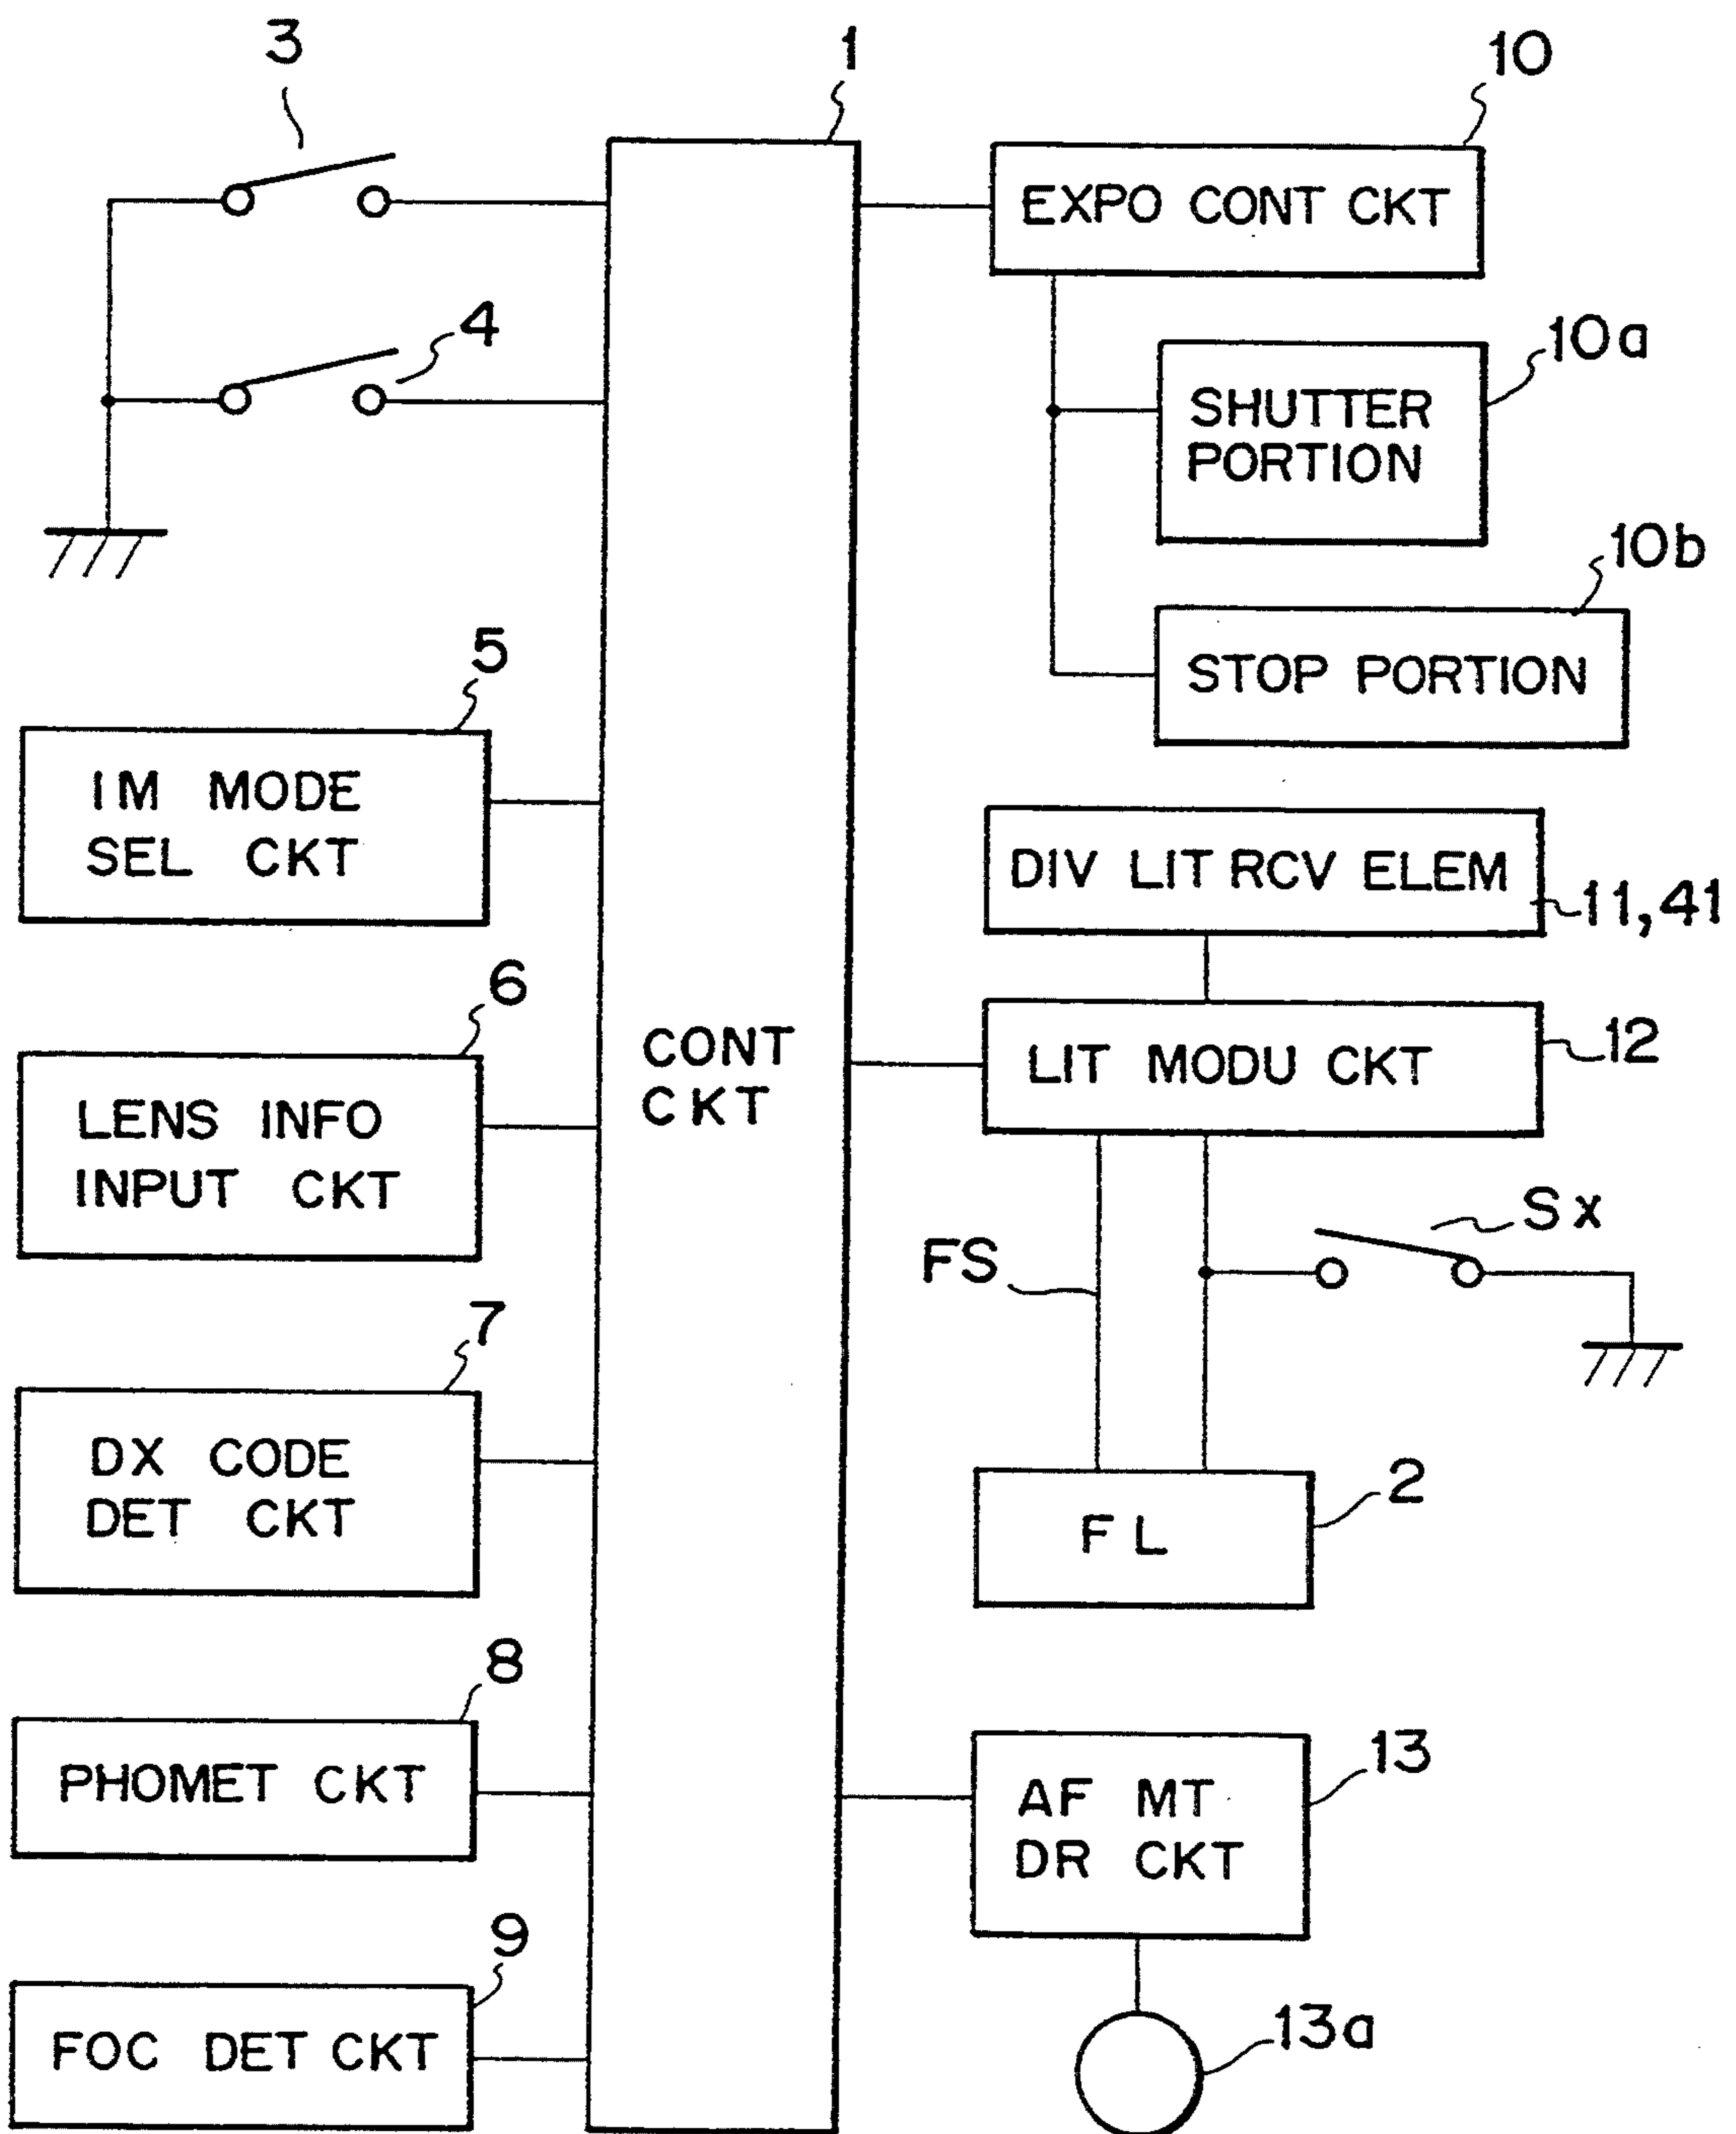 3
1
10
EXPO CONT CKT
4
10a
SHUTTER
PORTION
10b
STOP PORTION
5
IM MODE
SEL CKT
DIV LIT RCV ELEM
11,41
6
LENS INFO
INPUT CKT
CONT
CKT
LIT MODU CKT
12
FS
Sx
7
DX CODE
DET CKT
FL
2
8
PHOMET CKT
AF MT
DR CKT
13
9
FOC DET CKT
13a